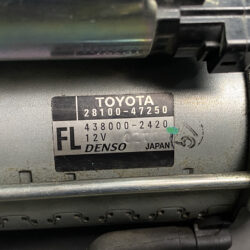 TOYOTA
28100-47250
FL 438000-2420
12V
DENSO JAPAN